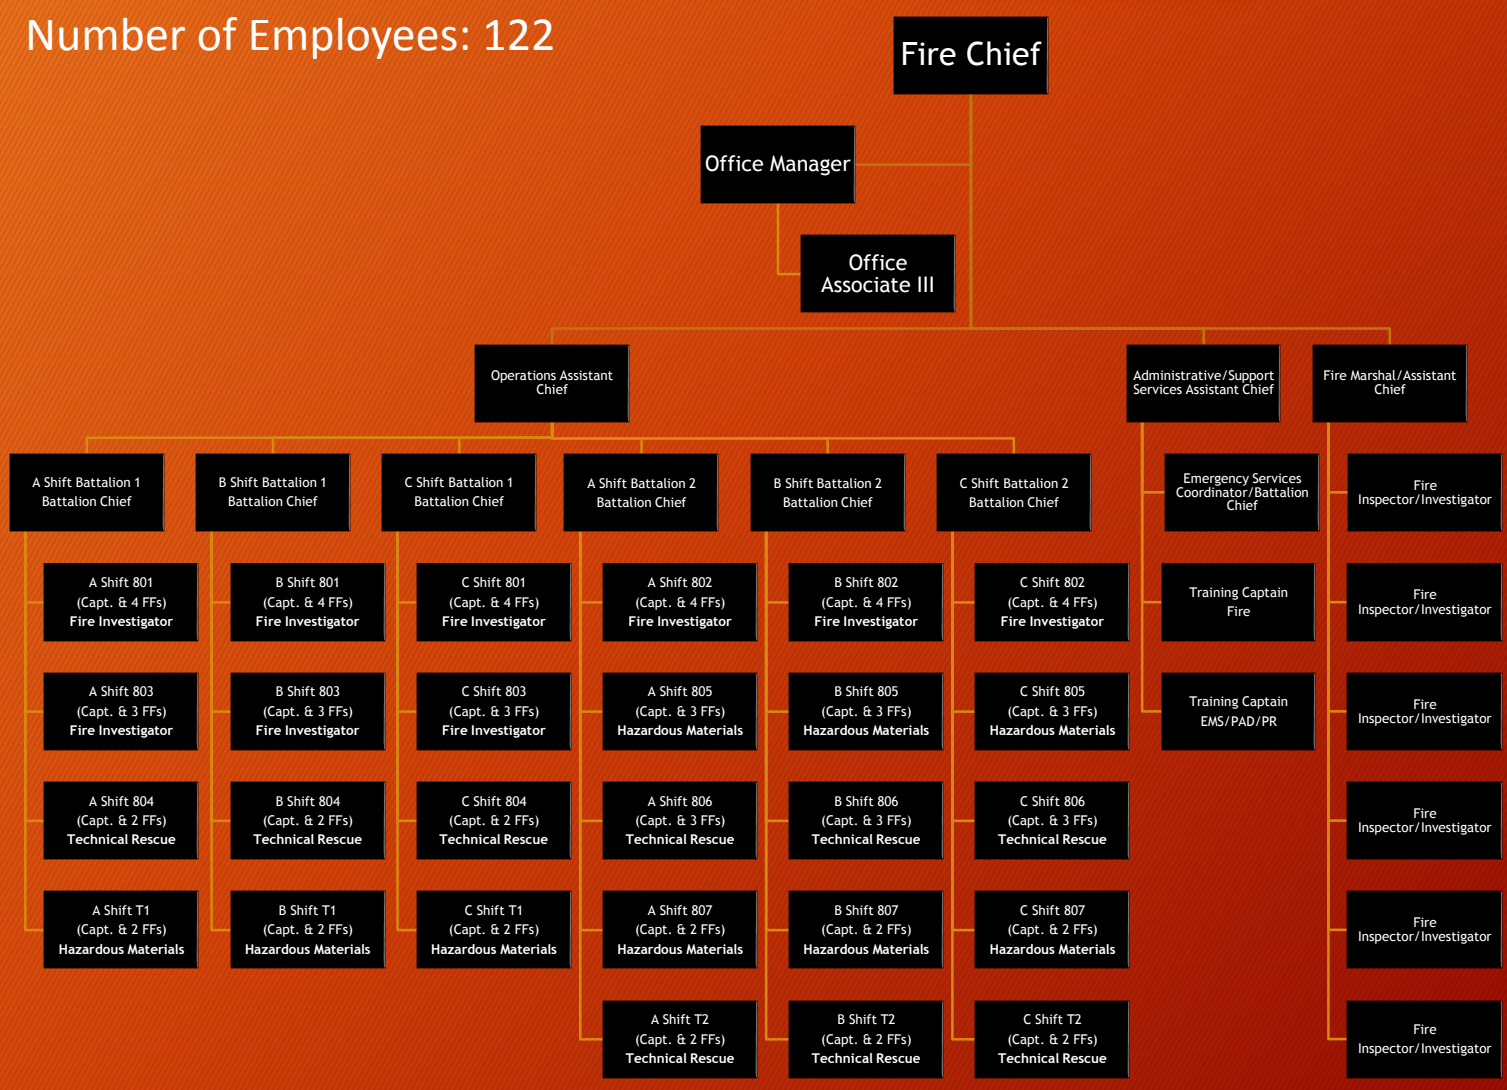 Number of Employees: 122
Fire Chief
Office Manager
Office
Associate III
Operations Assistant
Chief
Administrative/Support
Services Assistant Chief
Fire Marshal/Assistant
Chief
A Shift Battalion 1
Battalion Chief
B Shift Battalion 1
Battalion Chief
C Shift Battalion 1
Battalion Chief
A Shift Battalion 2
Battalion Chief
B Shift Battalion 2
Battalion Chief
C Shift Battalion 2
Battalion Chief
Emergency Services
Coordinator/Battalion
Chief
Fire
Inspector/Investigator
A Shift 801
(Capt. & 4 FFs)
Fire Investigator
B Shift 801
(Capt. & 4 FFs)
Fire Investigator
C Shift 801
(Capt. & 4 FFs)
Fire Investigator
A Shift 802
(Capt. & 4 FFs)
Fire Investigator
B Shift 802
(Capt. & 4 FFs)
Fire Investigator
C Shift 802
(Capt. & 4 FFs)
Fire Investigator
Training Captain
Fire
Fire
Inspector/Investigator
A Shift 803
(Capt. & 3 FFs)
Fire Investigator
B Shift 803
(Capt. & 3 FFs)
Fire Investigator
C Shift 803
(Capt. & 3 FFs)
Fire Investigator
A Shift 805
(Capt. & 3 FFs)
Hazardous Materials
B Shift 805
(Capt. & 3 FFs)
Hazardous Materials
C Shift 805
(Capt. & 3 FFs)
Hazardous Materials
Training Captain
EMS/PAD/PR
Fire
Inspector/Investigator
A Shift 804
(Capt. & 2 FFs)
Technical Rescue
B Shift 804
(Capt. & 2 FFs)
Technical Rescue
C Shift 804
(Capt. & 2 FFs)
Technical Rescue
A Shift 806
(Capt. & 3 FFs)
Technical Rescue
B Shift 806
(Capt. & 3 FFs)
Technical Rescue
C Shift 806
(Capt. & 3 FFs)
Technical Rescue
Fire
Inspector/Investigator
A Shift T1
(Capt. & 2 FFs)
Hazardous Materials
B Shift T1
(Capt. & 2 FFs)
Hazardous Materials
C Shift T1
(Capt. & 2 FFs)
Hazardous Materials
A Shift 807
(Capt. & 2 FFs)
Hazardous Materials
B Shift 807
(Capt. & 2 FFs)
Hazardous Materials
C Shift 807
(Capt. & 2 FFs)
Hazardous Materials
Fire
Inspector/Investigator
A Shift T2
(Capt. & 2 FFs)
Technical Rescue
B Shift T2
(Capt. & 2 FFs)
Technical Rescue
C Shift T2
(Capt. & 2 FFs)
Technical Rescue
Fire
Inspector/Investigator